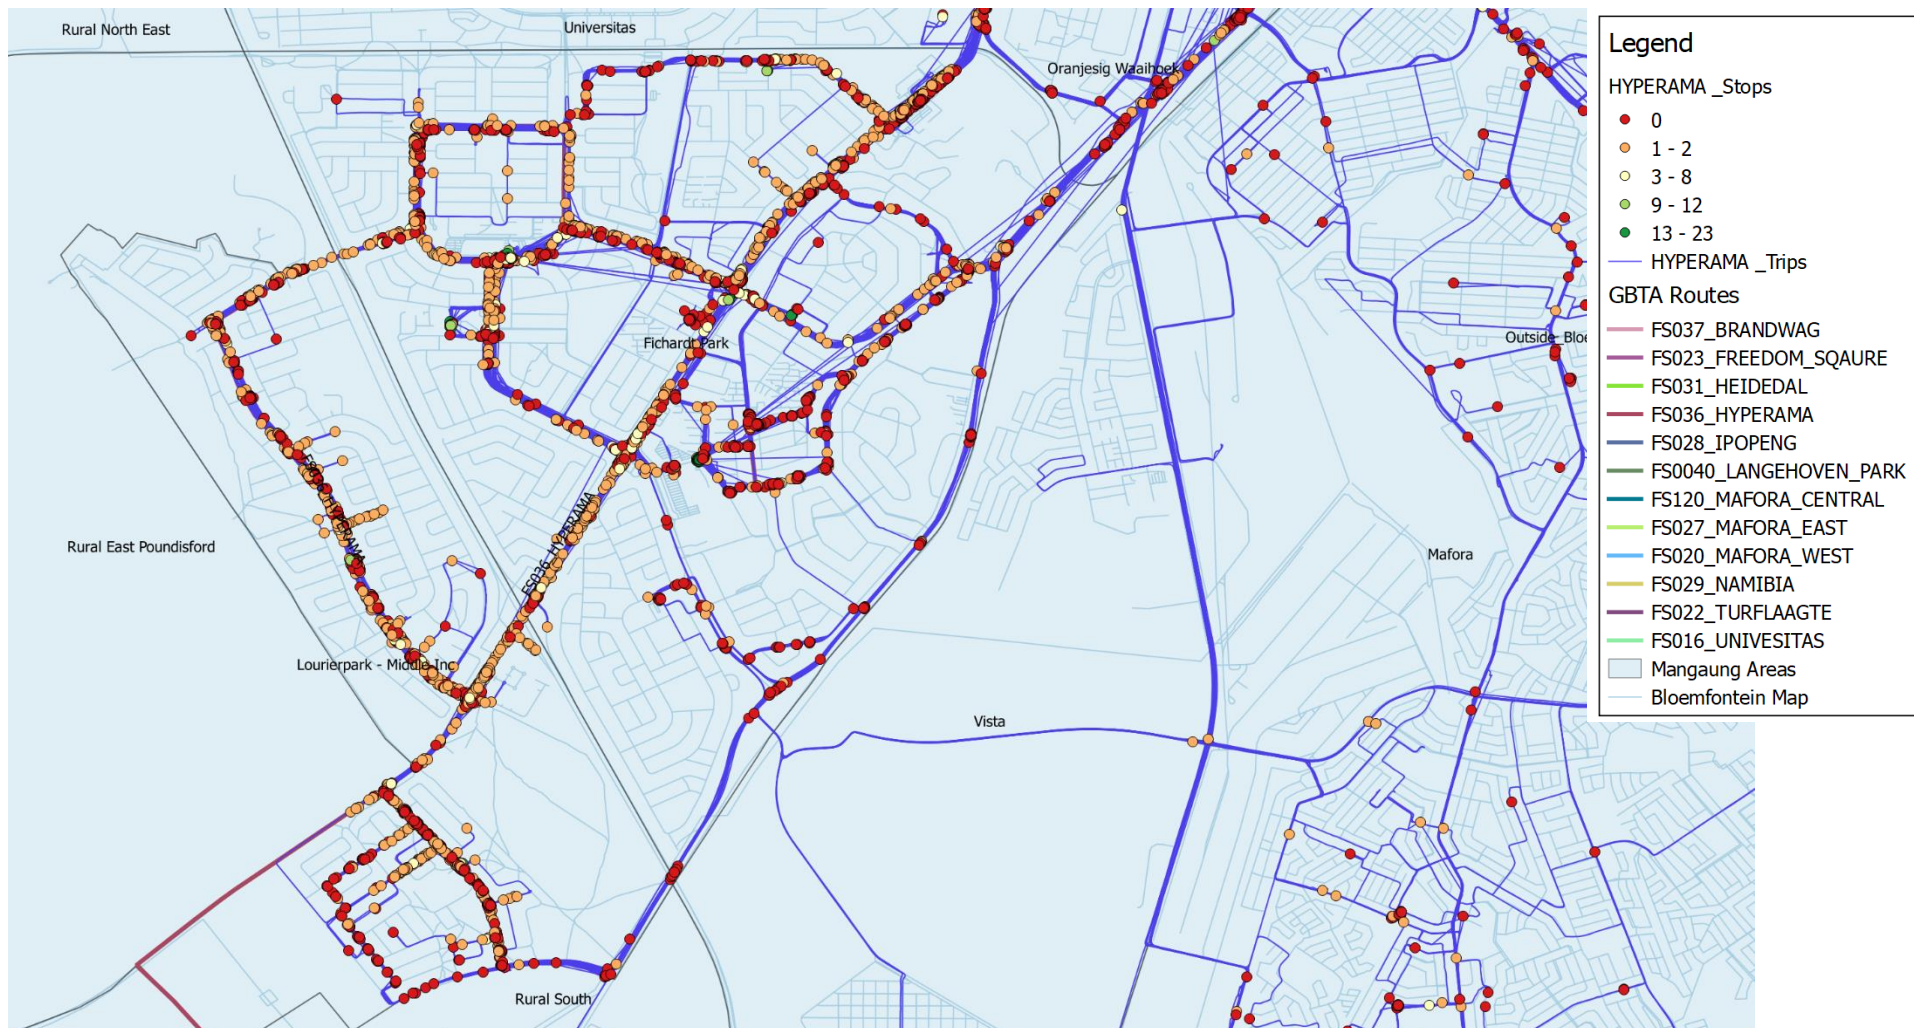 Rural North East
Universitas
Oranjesig Waaihoek
Fichardt Park
Outside_Bloe
FS036_HYPERAMA
Rural East Poundisford
Mafora
Lourierpark - Middle Inc
Vista
Rural South
Legend
HYPERAMA _Stops
0
1 - 2
3 - 8
9 - 12
13 - 23
HYPERAMA _Trips
GBTA Routes
FS037_BRANDWAG
FS023_FREEDOM_SQAURE
FS031_HEIDEDAL
FS036_HYPERAMA
FS028_IPOPENG
FS0040_LANGEHOVEN_PARK
FS120_MAFORA_CENTRAL
FS027_MAFORA_EAST
FS020_MAFORA_WEST
FS029_NAMIBIA
FS022_TURFLAAGTE
FS016_UNIVESITAS
Mangaung Areas
Bloemfontein Map